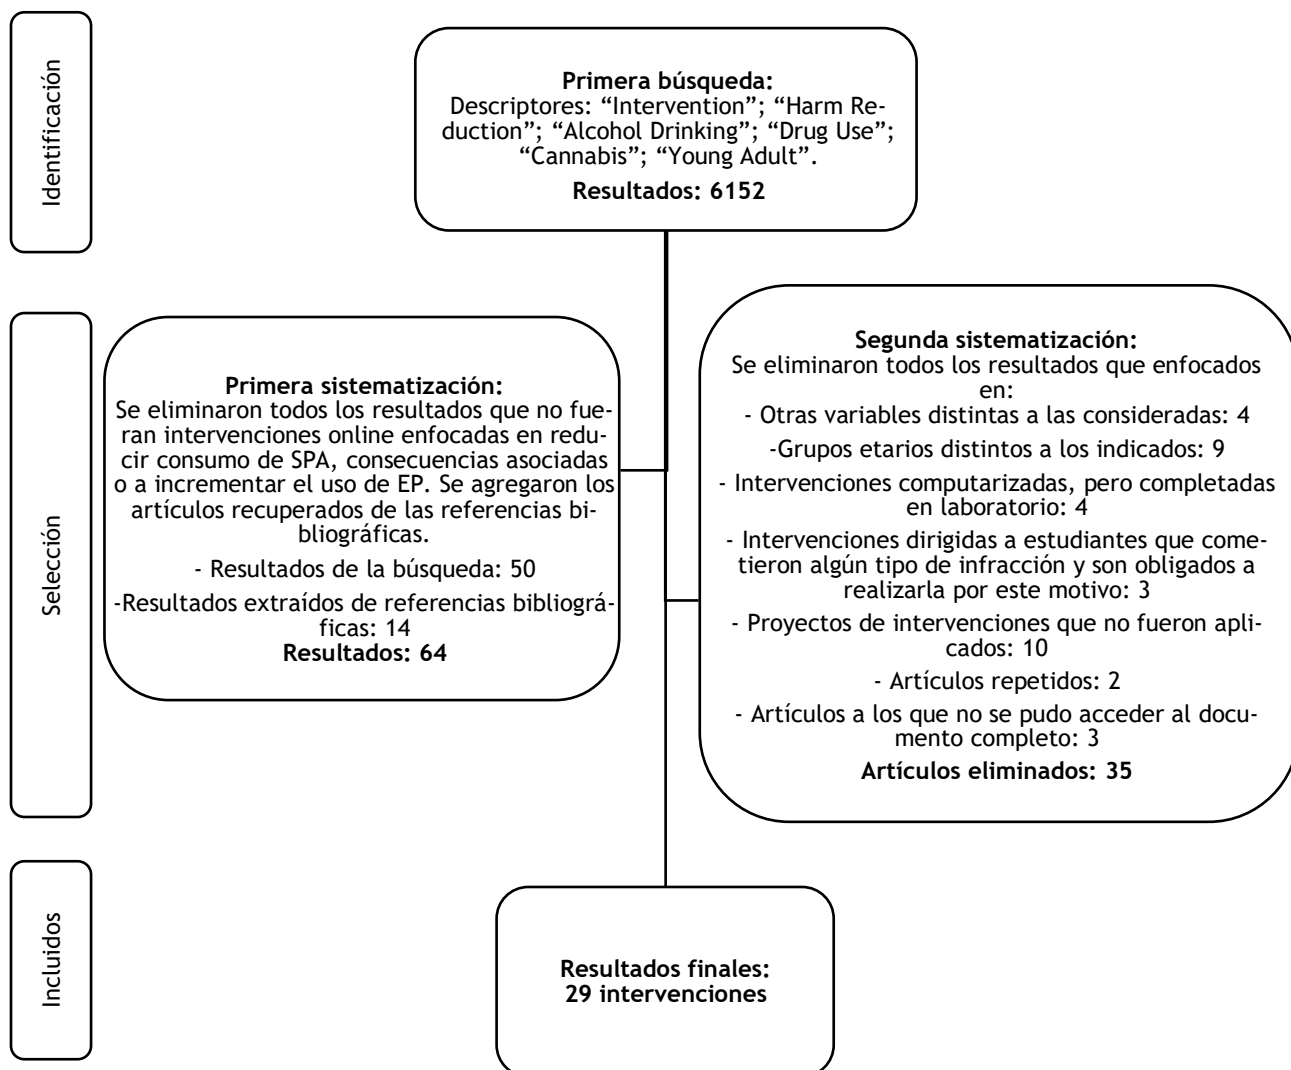 Identificación
Primera búsqueda:
Descriptores: “Intervention”; “Harm Re-
duction”; “Alcohol Drinking”; “Drug Use”;
“Cannabis”; “Young Adult”.
Resultados: 6152
Selección
Primera sistematización:
Se eliminaron todos los resultados que no fue-
ran intervenciones online enfocadas en redu-
cir consumo de SPA, consecuencias asociadas
o a incrementar el uso de EP. Se agregaron los
artículos recuperados de las referencias bi-
bliográficas.
- Resultados de la búsqueda: 50
-Resultados extraídos de referencias bibliográ-
ficas: 14
Resultados: 64
Segunda sistematización:
Se eliminaron todos los resultados que enfocados
en:
- Otras variables distintas a las consideradas: 4
-Grupos etarios distintos a los indicados: 9
- Intervenciones computarizadas, pero completadas
en laboratorio: 4
- Intervenciones dirigidas a estudiantes que come-
tieron algún tipo de infracción y son obligados a
realizarla por este motivo: 3
- Proyectos de intervenciones que no fueron apli-
cados: 10
- Artículos repetidos: 2
- Artículos a los que no se pudo acceder al docu-
mento completo: 3
Artículos eliminados: 35
Incluidos
Resultados finales:
29 intervenciones